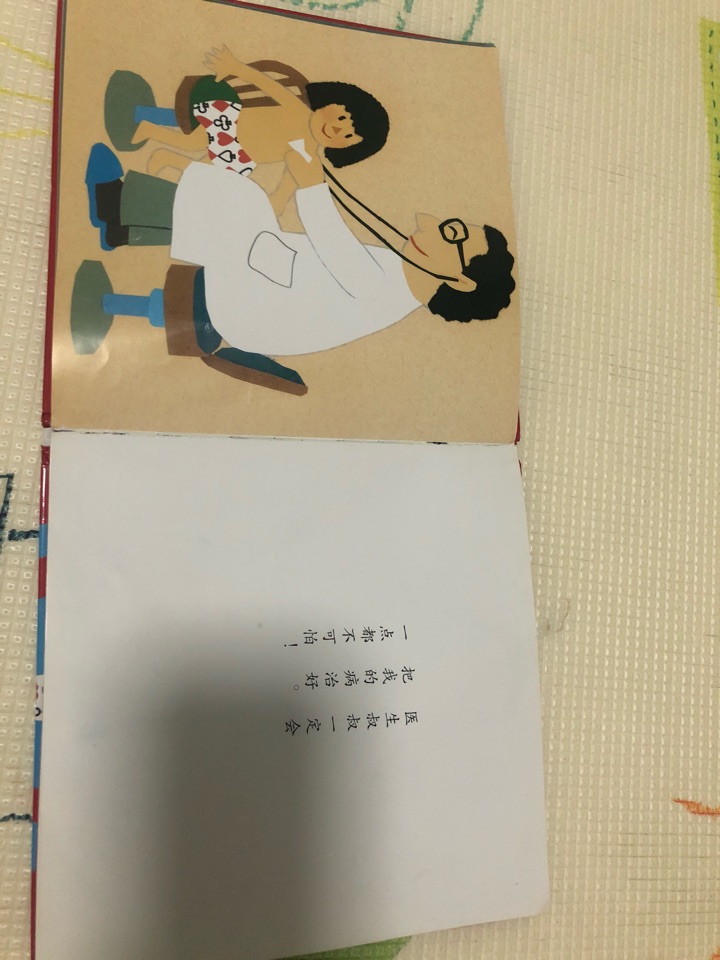 医生叔叔一定会
把我的病治好。
一点都不可怕！